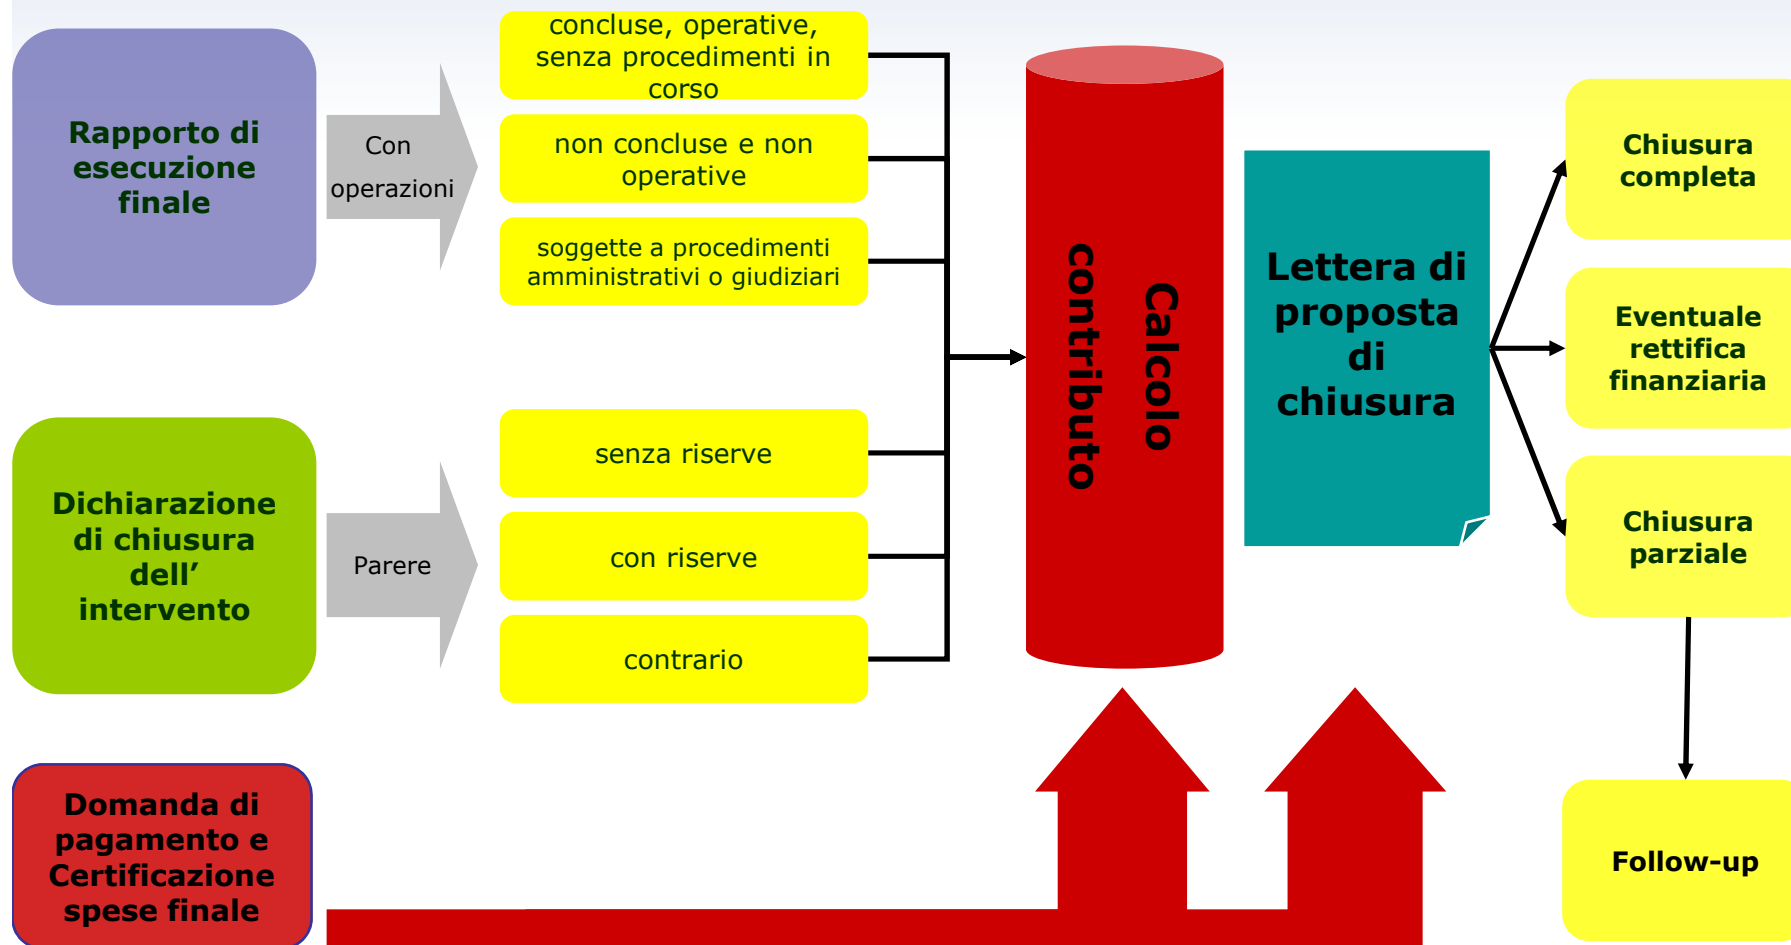 Rapporto di
esecuzione
finale
Con
operazioni
concluse, operative,
senza procedimenti in
corso
non concluse e non
operative
soggette a procedimenti
amministrativi o giudiziari
Dichiarazione
di chiusura
dell’
intervento
Parere
senza riserve
con riserve
contrario
Domanda di
pagamento e
Certificazione
spese finale
Calcolo
contributo
Lettera di
proposta
di
chiusura
Chiusura
completa
Eventuale
rettifica
finanziaria
Chiusura
parziale
Follow-up